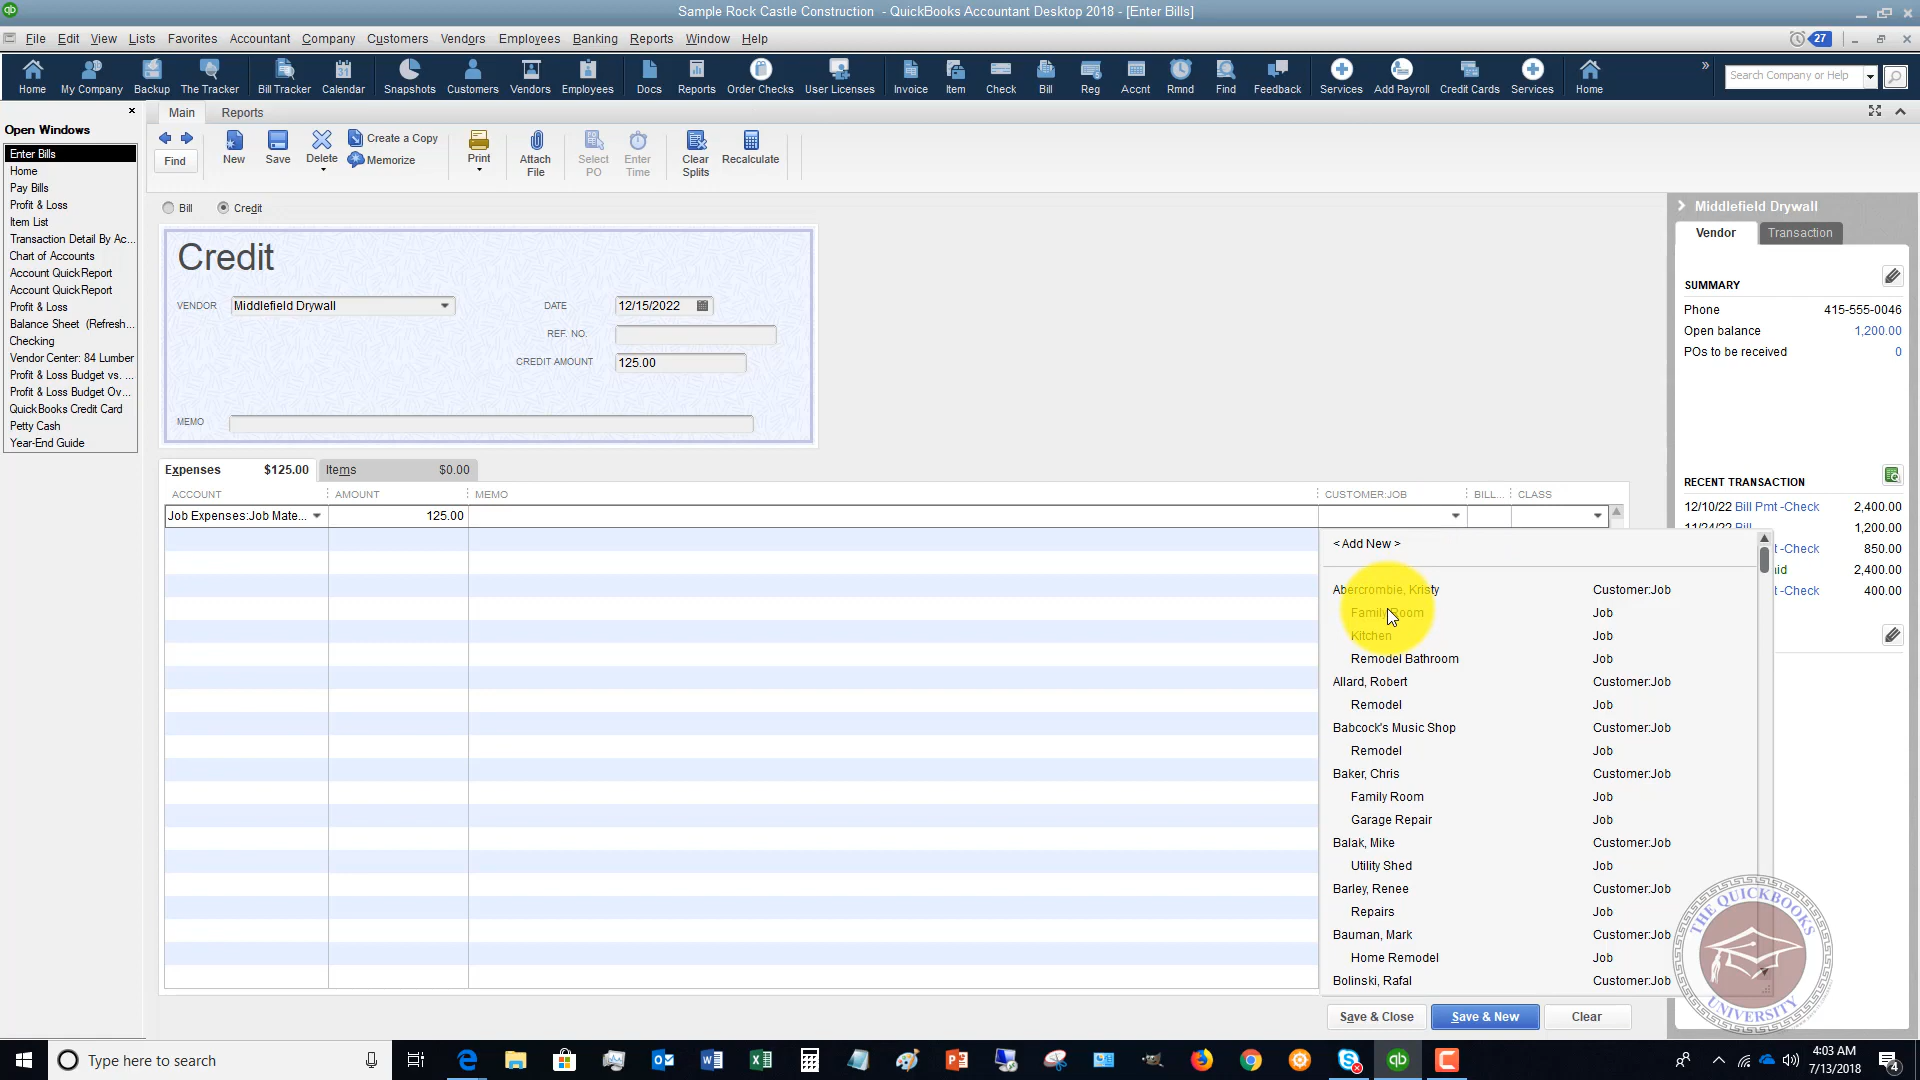 Sample Rock Castle Construction - QuickBooks Accountant Desktop 2018 - [Enter Bills]
File Edit View Lists Favorites Accountant Company Customers Vendors Employees Banking Reports Window Help
27
Home My Company Backup The Tracker Bill Tracker Calendar Snapshots Customers Vendors Employees Docs Reports Order Checks User Licenses Invoice Item Check Bill Reg Accnt Rmnd Find Feedback Services Add Payroll Credit Cards Services Home
Search Company or Help
Open Windows
Enter Bills
Home
Pay Bills
Profit & Loss
Item List
Transaction Detail By Ac...
Chart of Accounts
Account QuickReport
Account QuickReport
Profit & Loss
Balance Sheet (Refresh...
Checking
Vendor Center: 84 Lumber
Profit & Loss Budget vs. ...
Profit & Loss Budget Ov...
QuickBooks Credit Card
Petty Cash
Year-End Guide
Main Reports
Find
New
Save
Delete
Create a Copy
Memorize
Print
Attach
File
Select
PO
Enter
Time
Clear
Splits
Recalculate
Bill Credit
Credit
VENDOR Middlefield Drywall
DATE 12/15/2022
REF. NO.
CREDIT AMOUNT 125.00
MEMO
Expenses $125.00 Items $0.00
ACCOUNT AMOUNT MEMO CUSTOMER:JOB BILL... CLASS
Job Expenses:Job Mate... 125.00
< Add New >
Abercrombie, Kristy Customer:Job
Family Room Job
Kitchen Job
Remodel Bathroom Job
Allard, Robert Customer:Job
Remodel Job
Babcock's Music Shop Customer:Job
Remodel Job
Baker, Chris Customer:Job
Family Room Job
Garage Repair Job
Balak, Mike Customer:Job
Utility Shed Job
Barley, Renee Customer:Job
Repairs Job
Bauman, Mark Customer:Job
Home Remodel Job
Bolinski, Rafal Customer:Job
Save & Close Save & New Clear
Middlefield Drywall
Vendor Transaction
SUMMARY
Phone 415-555-0046
Open balance 1,200.00
POs to be received 0
RECENT TRANSACTION
12/10/22 Bill Pmt -Check 2,400.00
11/24/22 Bill 1,200.00
t -Check 850.00
aid 2,400.00
t -Check 400.00
THE QUICKBOOKS
UNIVERSITY
Type here to search
4:03 AM
7/13/2018
4